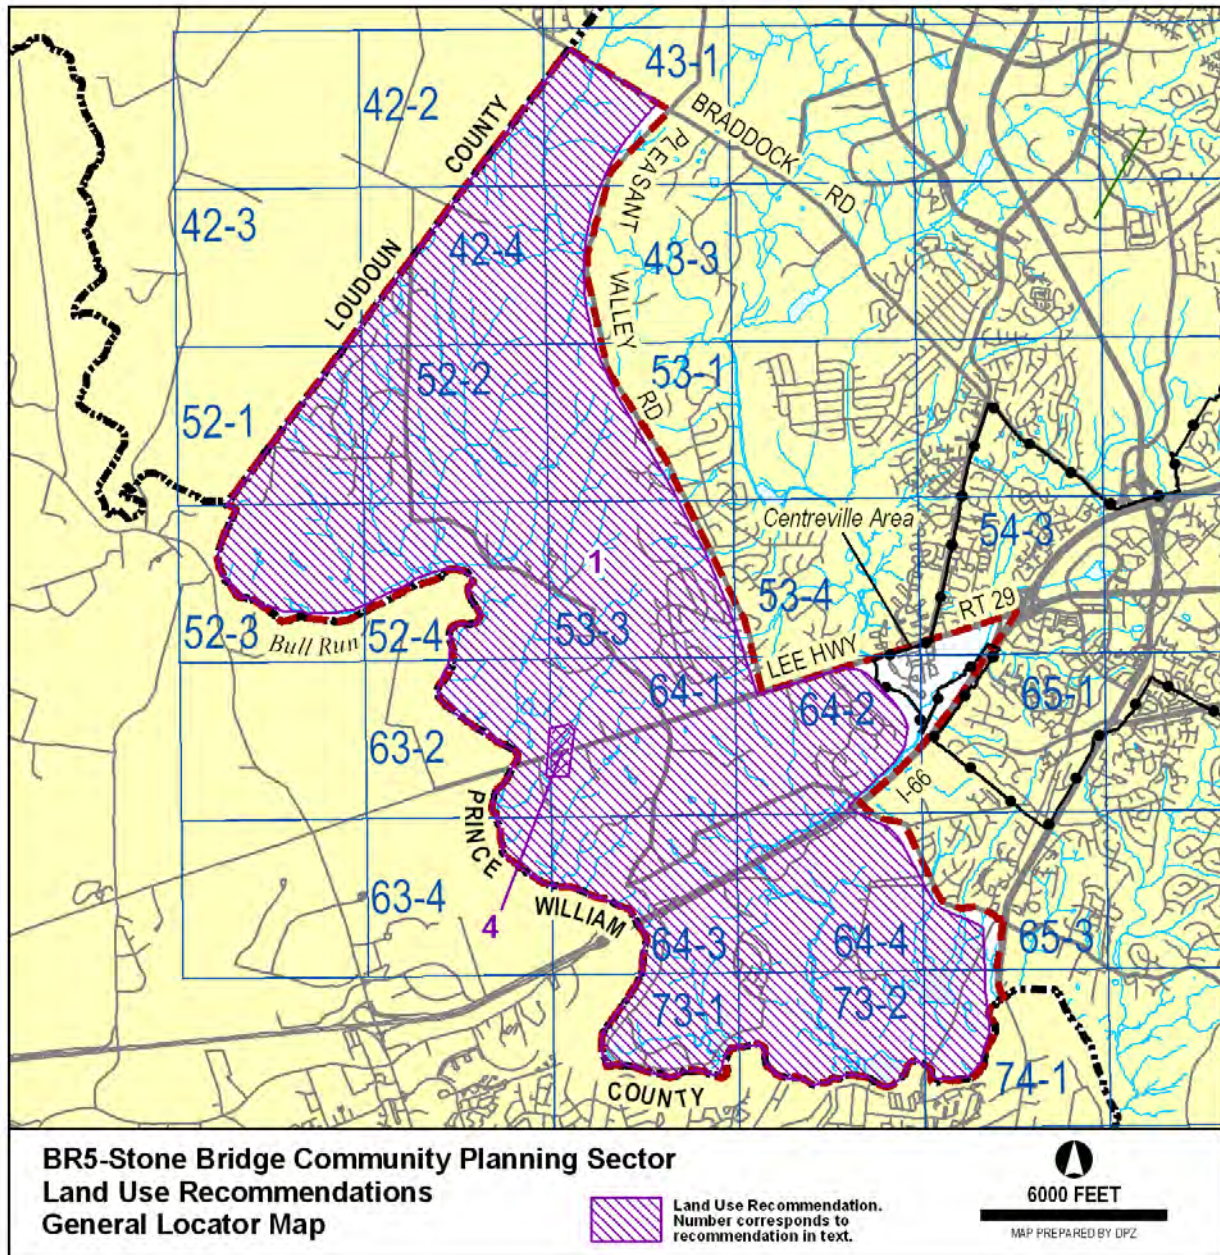 43-1
42-2
BRADDOCK RD
COUNTY
PLEASANT
42-3
42-4
43-3
LOUDOUN
VALLEY
52-2
53-1
52-1
RD
Centreville Area
54-3
1
53-4
RT 29
52-3
Bull Run
52-4
53-3
LEE HWY
64-1
64-2
65-1
63-2
I-66
PRINCE
63-4
4
WILLIAM
64-3
64-4
65-3
73-1
73-2
74-1
COUNTY
BR5-Stone Bridge Community Planning Sector
Land Use Recommendations
General Locator Map
Land Use Recommendation.
Number corresponds to
recommendation in text.
6000 FEET
MAP PREPARED BY DPZ